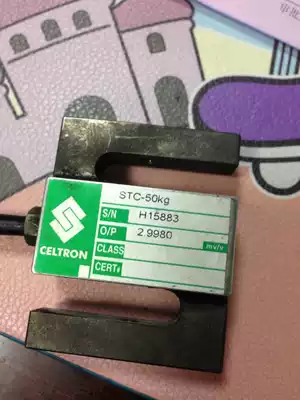 STC-50kg
S/N H15883
O/P 2.9980 mv/v
CLASS
CERT#
CELTRON